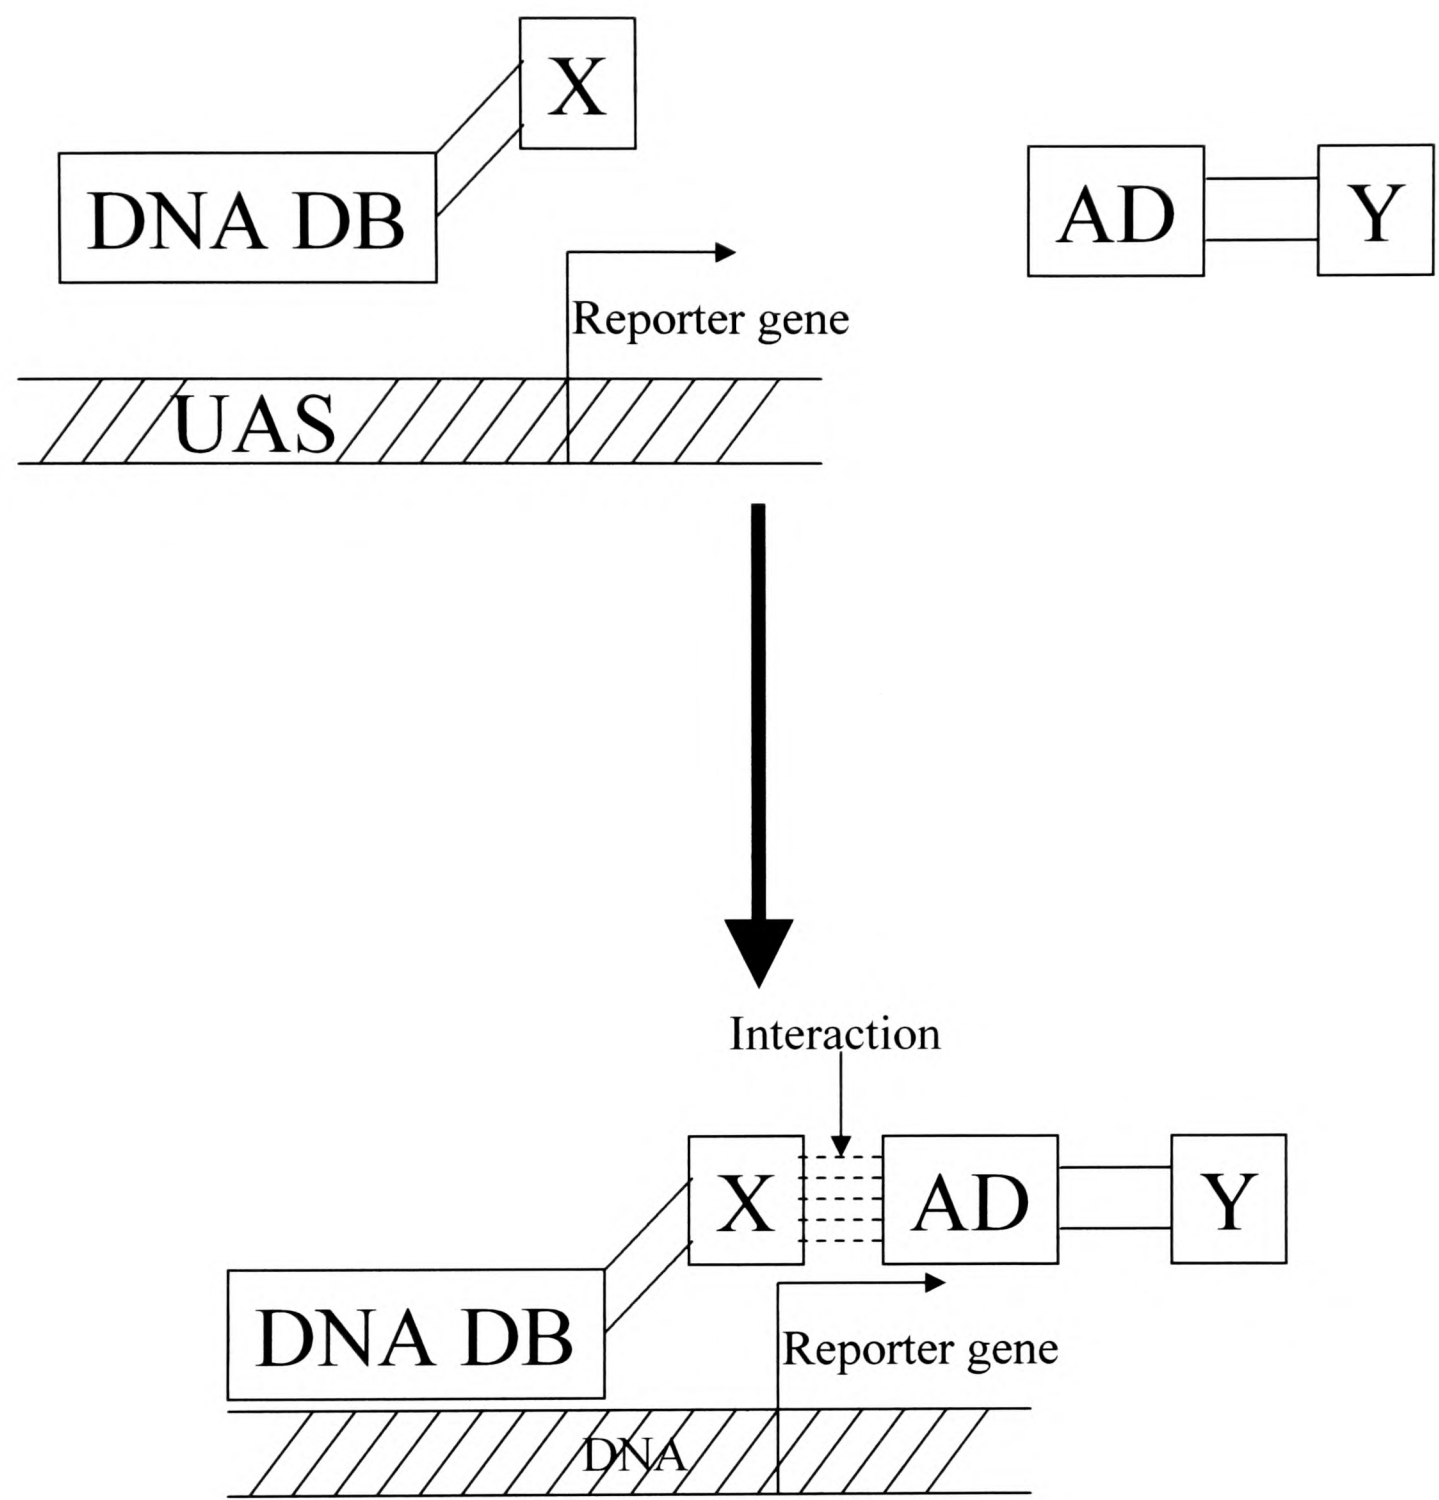 X
DNA DB
AD
Y
Reporter gene
UAS
Interaction
X
AD
Y
DNA DB
Reporter gene
DNA